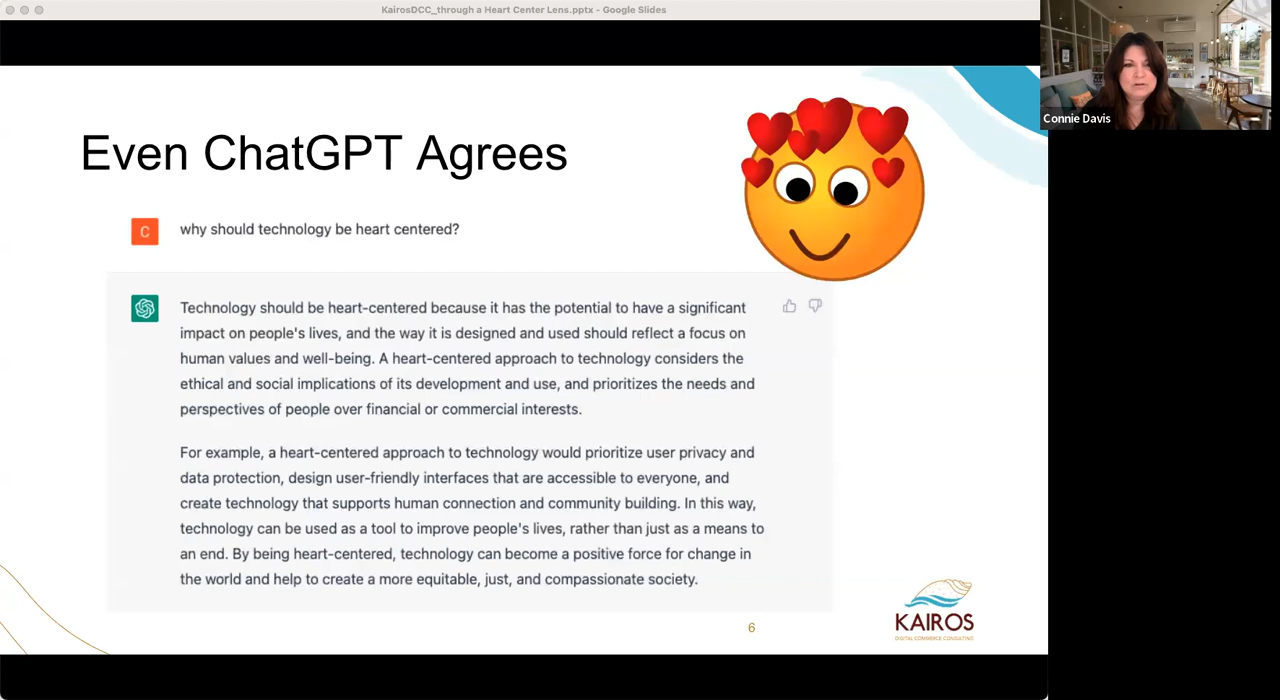 KairosDCC_through a Heart Center Lens.pptx - Google Slides
Connie Davis
Even ChatGPT Agrees
C
why should technology be heart centered?
Technology should be heart-centered because it has the potential to have a significant
impact on people's lives, and the way it is designed and used should reflect a focus on
human values and well-being. A heart-centered approach to technology considers the
ethical and social implications of its development and use, and prioritizes the needs and
perspectives of people over financial or commercial interests.
For example, a heart-centered approach to technology would prioritize user privacy and
data protection, design user-friendly interfaces that are accessible to everyone, and
create technology that supports human connection and community building. In this way,
technology can be used as a tool to improve people's lives, rather than just as a means to
an end. By being heart-centered, technology can become a positive force for change in
the world and help to create a more equitable, just, and compassionate society.
6
KAIROS
DIGITAL COMMERCE CONSULTING